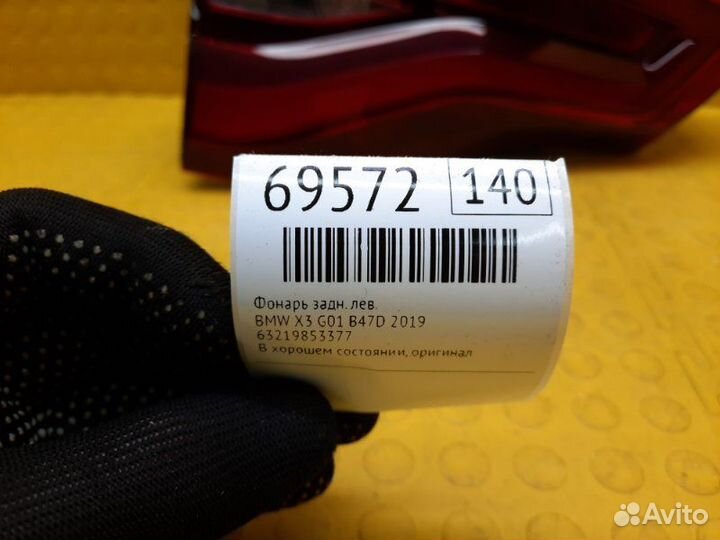 69572 140
Фонарь задн. лев.
BMW X3 G01 B47D 2019
63219853377
В хорошем состоянии, оригинал
Avito